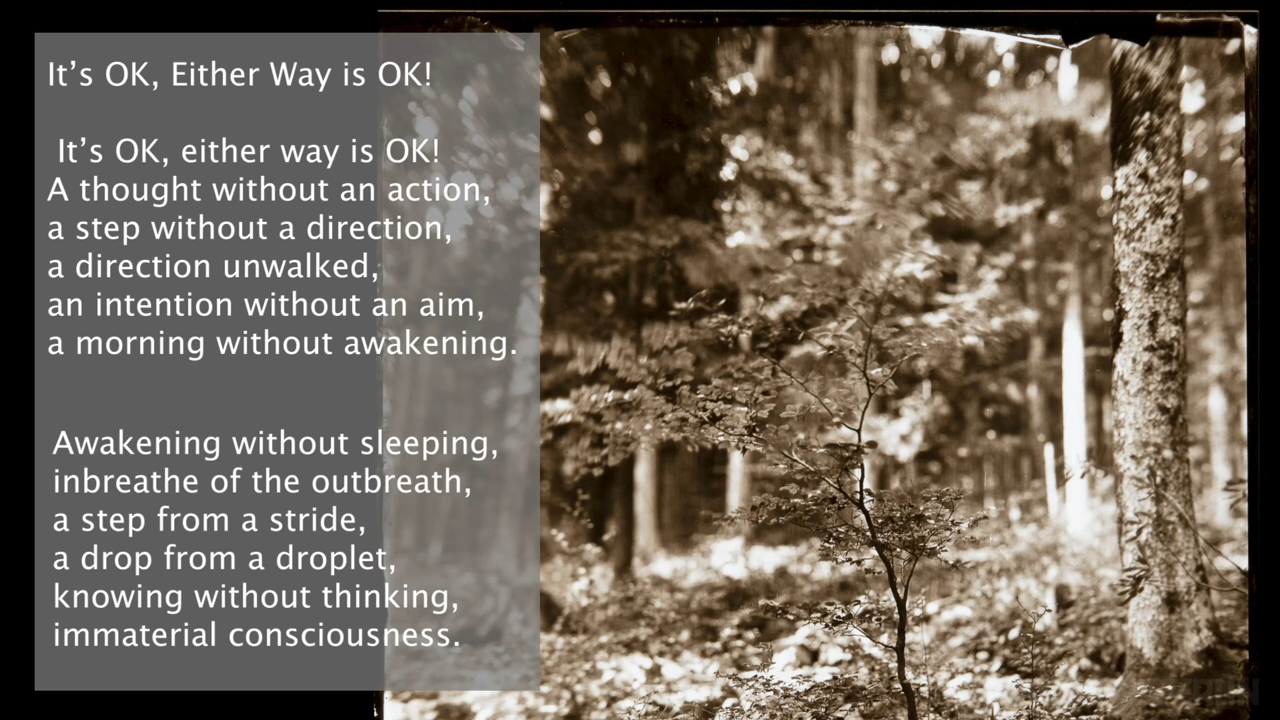 It’s OK, Either Way is OK!
It’s OK, either way is OK!
A thought without an action,
a step without a direction,
a direction unwalked,
an intention without an aim,
a morning without awakening.
Awakening without sleeping,
inbreathe of the outbreath,
a step from a stride,
a drop from a droplet,
knowing without thinking,
immaterial consciousness.